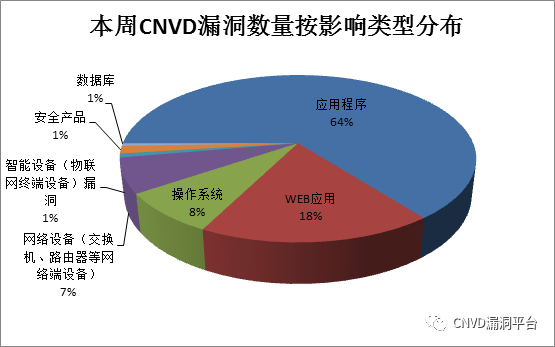 本周CNVD漏洞数量按影响类型分布
数据库
1%
安全产品
1%
智能设备（物联
网终端设备）漏
洞
1%
网络设备（交换
机、路由器等网
络端设备）
7%
操作系统
8%
WEB应用
18%
应用程序
64%
CNVD漏洞平台